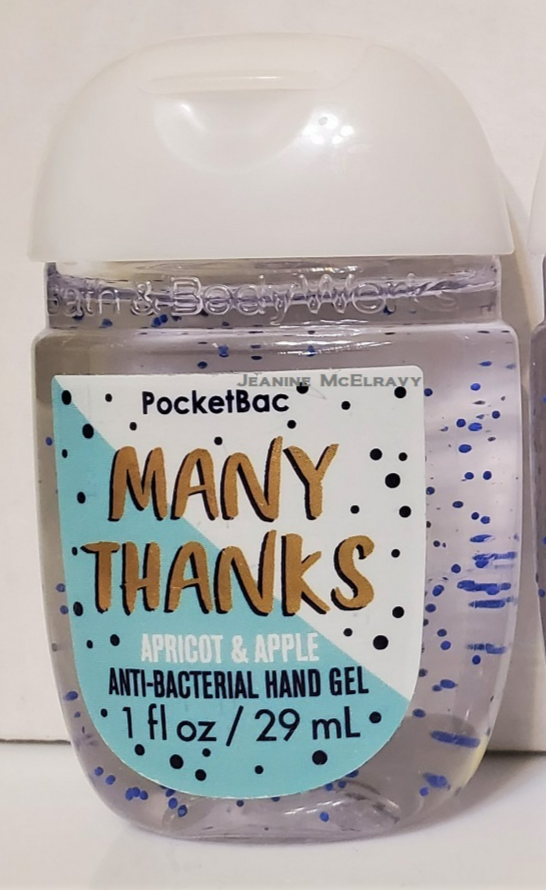 Bath & Body Works
Jeanine McElravy
PocketBac
MANY
THANKS
APRICOT & APPLE
ANTI-BACTERIAL HAND GEL
1 fl oz / 29 mL